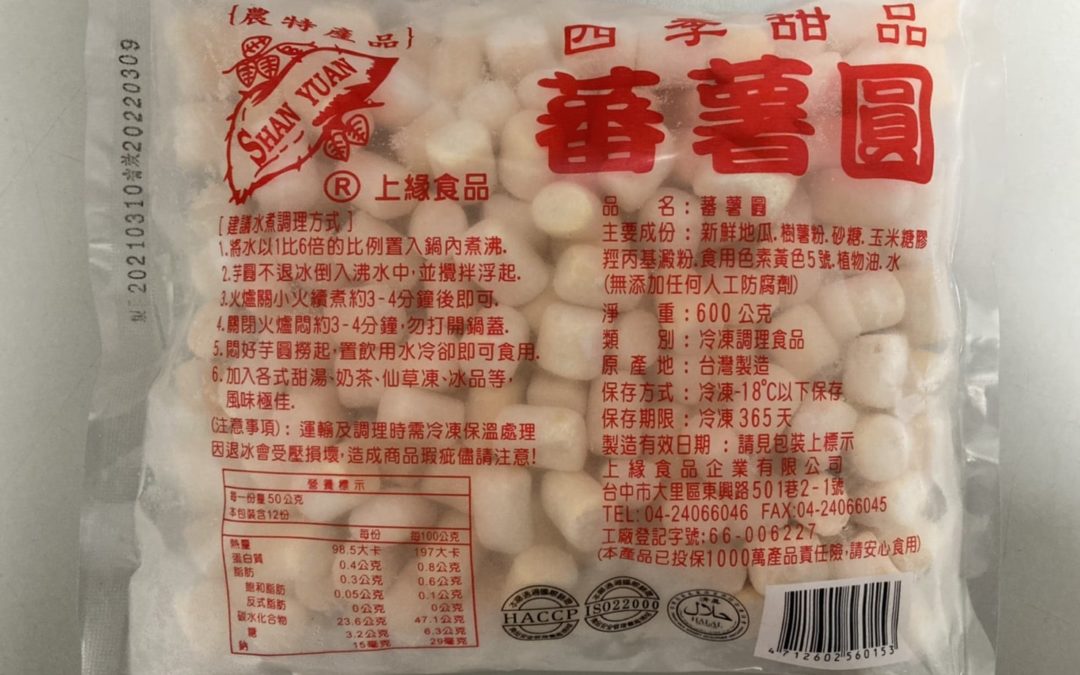 {農特產品}
SHAN YUAN
® 上緣食品
四季甜品
蕃薯圓
20210310
20220309
[建議水煮調理方式]
1.將水以1比6倍的比例置入鍋內煮沸.
2.芋圓不退冰倒入沸水中,並攪拌浮起.
3.火爐關小火續煮約3-4分鐘後即可.
4.關閉火爐悶約3-4分鐘,勿打開鍋蓋.
5.悶好芋圓撈起,置飲用水冷卻即可食用.
6.加入各式甜湯、奶茶、仙草凍、冰品等,
風味極佳.
(注意事項):運輸及調理時需冷凍保溫處理
因退冰會受壓損壞,造成商品瑕疵儘請注意!
營養標示
每一份量50公克
本包裝含12份
每份 每100公克
熱量 98.5大卡 197大卡
蛋白質 0.4公克 0.8公克
脂肪 0.3公克 0.6公克
飽和脂肪 0.05公克 0.1公克
反式脂肪 0公克 0公克
碳水化合物 23.6公克 47.1公克
糖 3.2公克 6.3公克
鈉 15毫克 29毫克
品名:蕃薯圓
主要成份:新鮮地瓜.樹薯粉.砂糖.玉米糖膠
羥丙基澱粉.食用色素黃色5號.植物油.水
(無添加任何人工防腐劑)
淨重:600公克
類別:冷凍調理食品
原產地:台灣製造
保存方式:冷凍-18℃以下保存
保存期限:冷凍365天
製造有效日期:請見包裝上標示
上緣食品企業有限公司
台中市大里區東興路501巷2-1號
TEL:04-24066046 FAX:04-24066045
工廠登記字號:66-006227
(本產品已投保1000萬產品責任險,請安心食用)
HACCP
ISO22000
حلال
HALAL
4712602560153